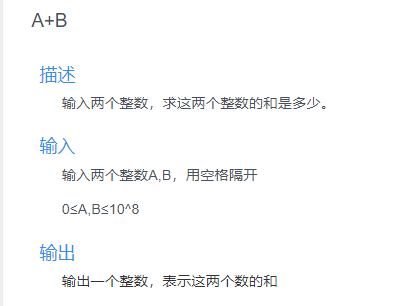 A+B
描述
输入两个整数，求这两个整数的和是多少。
输入
输入两个整数A,B，用空格隔开
0≤A,B≤10^8
输出
输出一个整数，表示这两个数的和